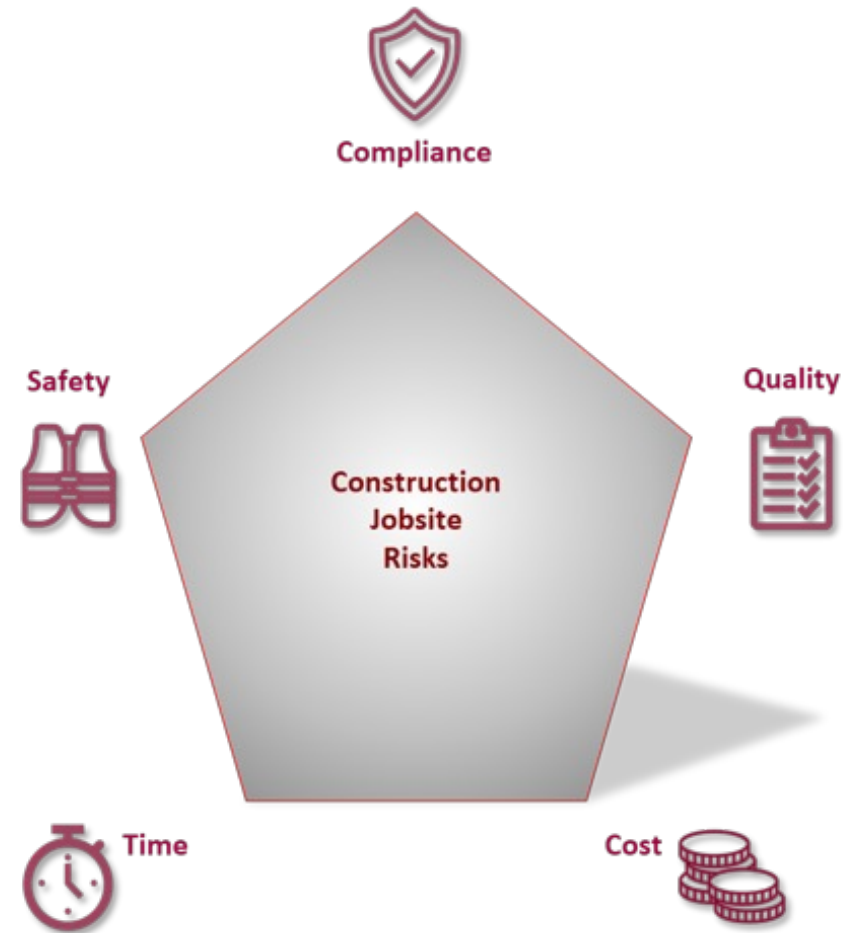 Compliance
Safety
Quality
Construction
Jobsite
Risks
Time
Cost